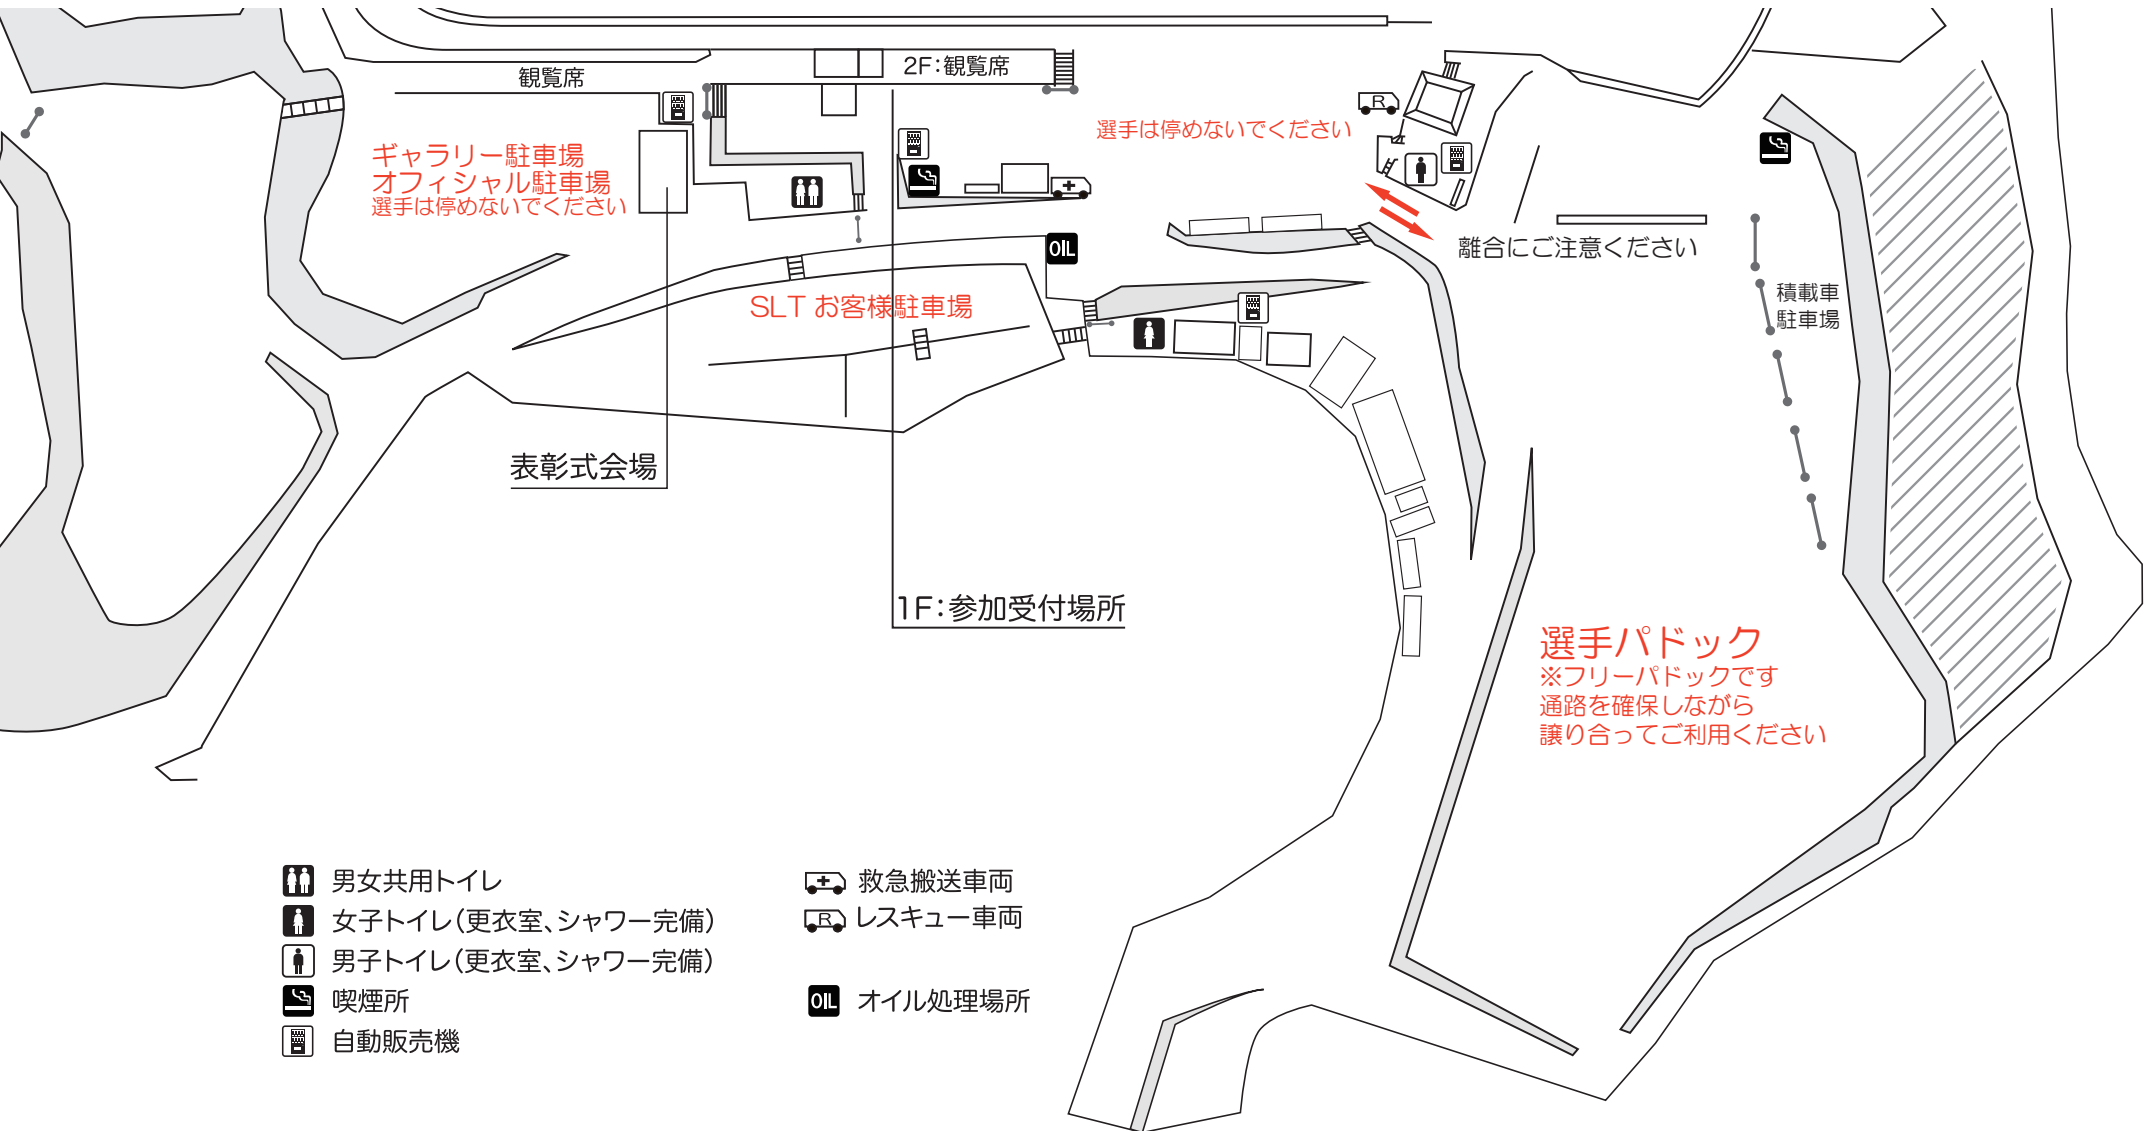 観覧席
2F:観覧席
R
選手は停めないでください
ギャラリー駐車場
オフィシャル駐車場
選手は停めないでください
OIL
離合にご注意ください
SLT お客様駐車場
積載車
駐車場
表彰式会場
1F:参加受付場所
選手パドック
※フリーパドックです
通路を確保しながら
譲り合ってご利用ください
男女共用トイレ
女子トイレ(更衣室、シャワー完備)
男子トイレ(更衣室、シャワー完備)
喫煙所
自動販売機
救急搬送車両
R レスキュー車両
OIL オイル処理場所